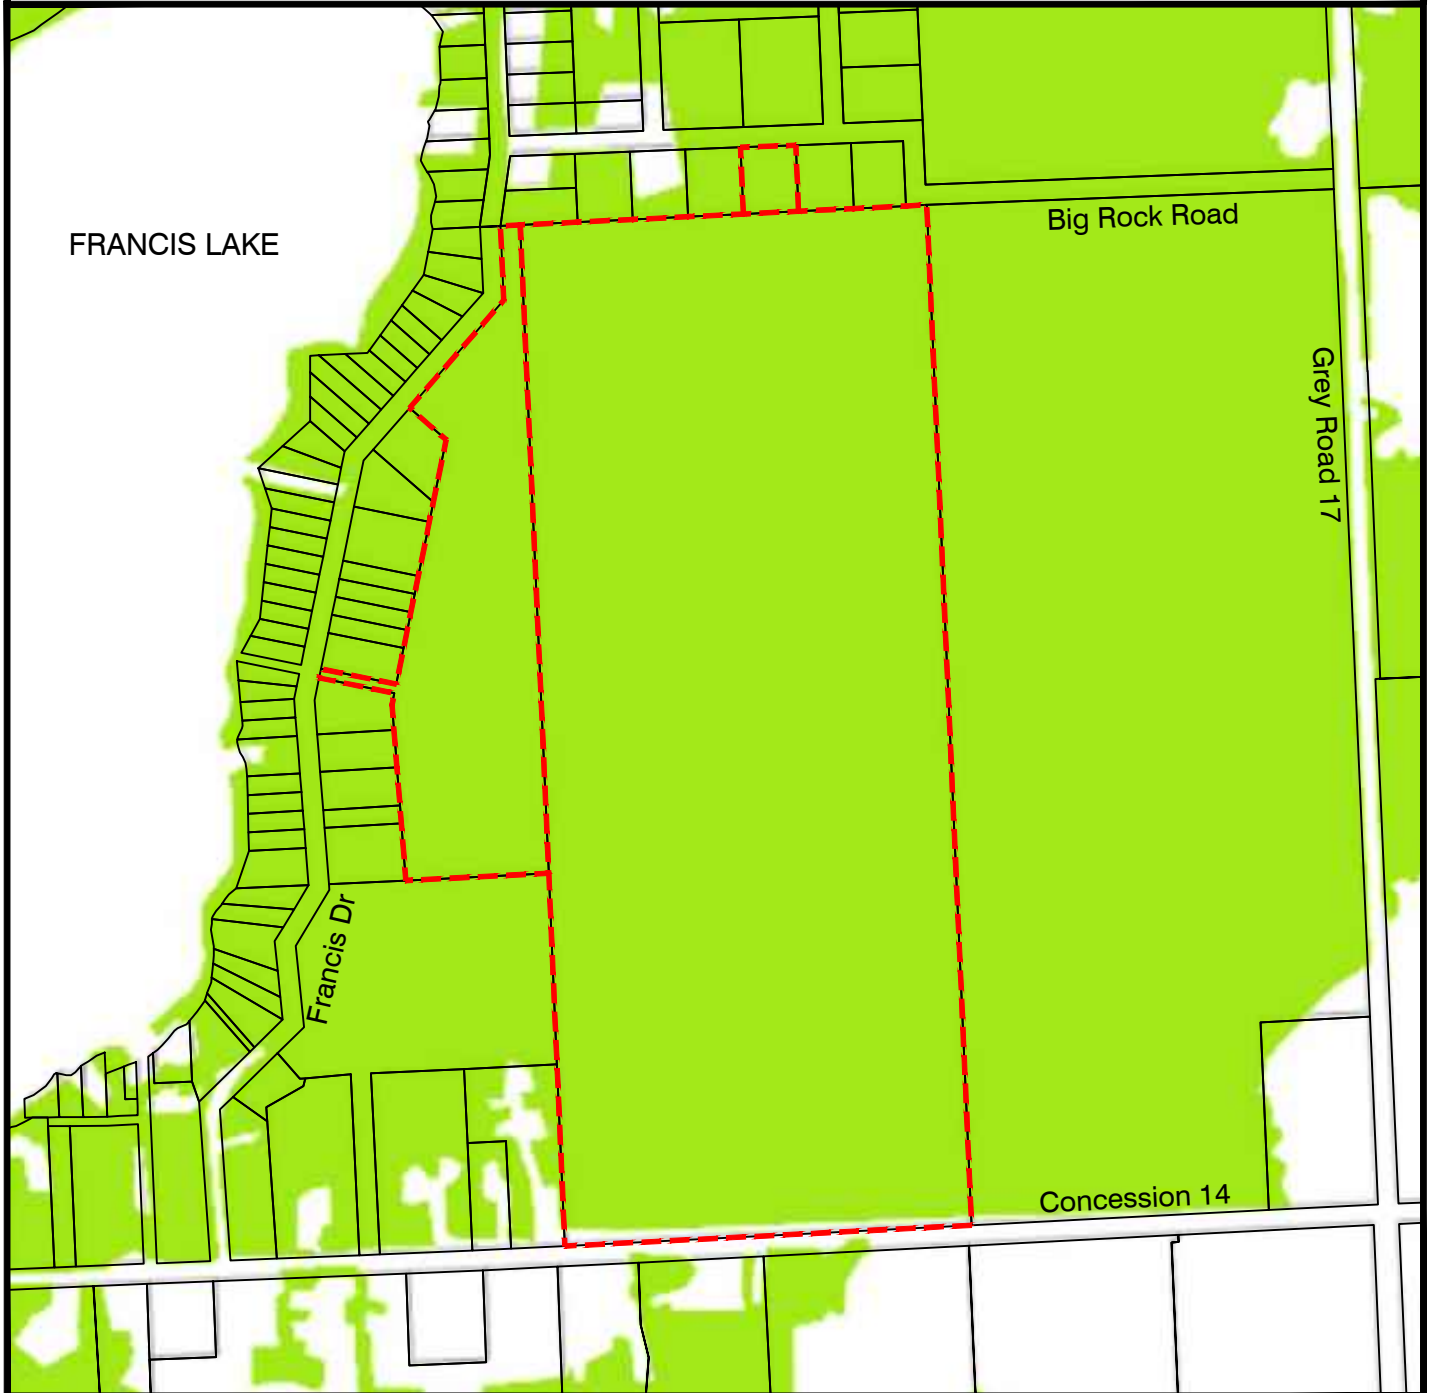 FRANCIS LAKE
Big Rock Road
Grey Road 17
Francis Dr
Concession 14